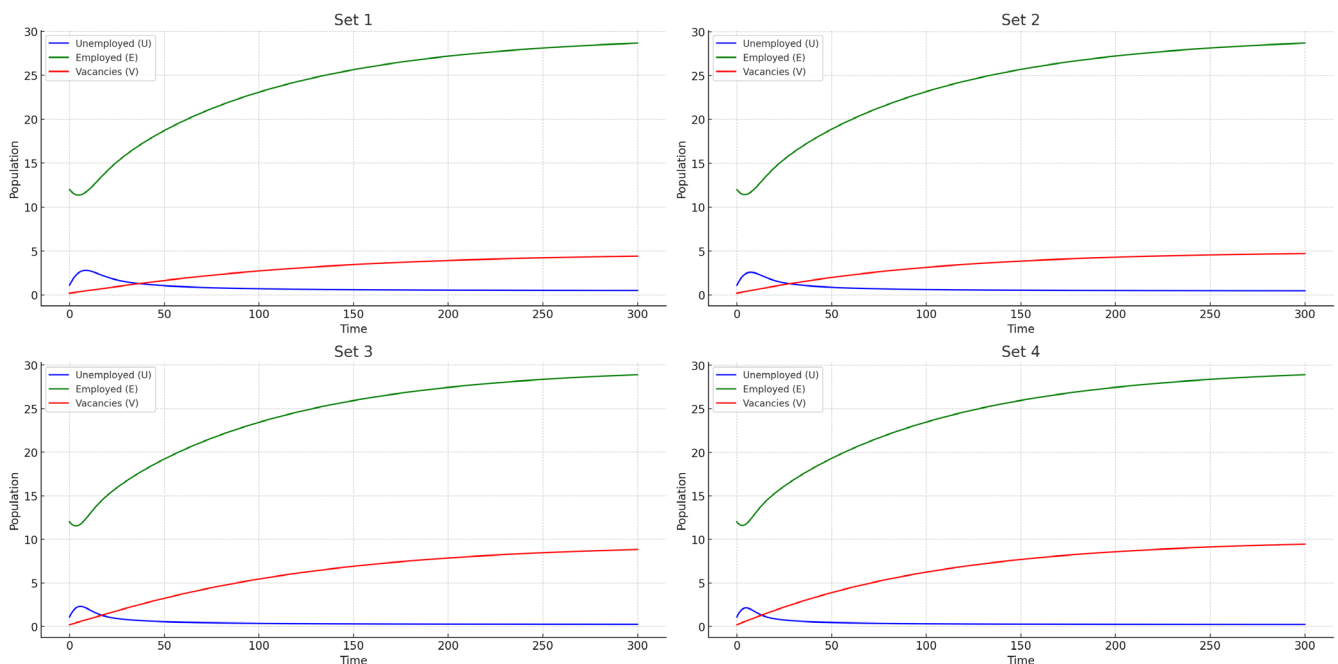 Set 1
Unemployed (U)
Employed (E)
Vacancies (V)
Population
30
25
20
15
10
5
0
0 50 100 150 200 250 300
Time
Set 2
Unemployed (U)
Employed (E)
Vacancies (V)
Population
30
25
20
15
10
5
0
0 50 100 150 200 250 300
Time
Set 3
Unemployed (U)
Employed (E)
Vacancies (V)
Population
30
25
20
15
10
5
0
0 50 100 150 200 250 300
Time
Set 4
Unemployed (U)
Employed (E)
Vacancies (V)
Population
30
25
20
15
10
5
0
0 50 100 150 200 250 300
Time